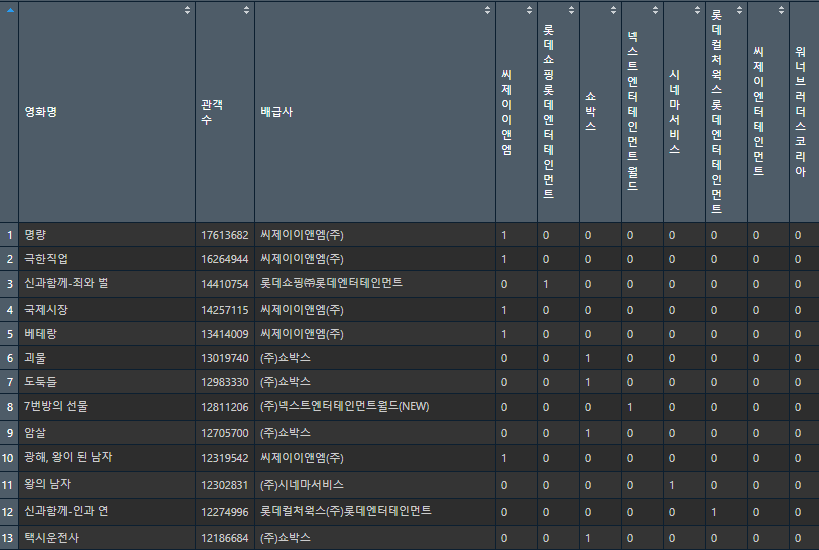 영화명 관객수 배급사 씨제이이앤엠 롯데쇼핑롯데엔터테인먼트 쇼박스 넥스트엔터테인먼트월드 시네마서비스 롯데컬처웍스롯데엔터테인먼트 씨제이엔터테인먼트 워너브러더스코리아
1 명량 17613682 씨제이이앤엠(주) 1 0 0 0 0 0 0 0
2 극한직업 16264944 씨제이이앤엠(주) 1 0 0 0 0 0 0 0
3 신과함께-죄와 벌 14410754 롯데쇼핑㈜롯데엔터테인먼트 0 1 0 0 0 0 0 0
4 국제시장 14257115 씨제이이앤엠(주) 1 0 0 0 0 0 0 0
5 베테랑 13414009 씨제이이앤엠(주) 1 0 0 0 0 0 0 0
6 괴물 13019740 (주)쇼박스 0 0 1 0 0 0 0 0
7 도둑들 12983330 (주)쇼박스 0 0 1 0 0 0 0 0
8 7번방의 선물 12811206 (주)넥스트엔터테인먼트월드(NEW) 0 0 0 1 0 0 0 0
9 암살 12705700 (주)쇼박스 0 0 1 0 0 0 0 0
10 광해, 왕이 된 남자 12319542 씨제이이앤엠(주) 1 0 0 0 0 0 0 0
11 왕의 남자 12302831 (주)시네마서비스 0 0 0 0 1 0 0 0
12 신과함께-인과 연 12274996 롯데컬처웍스(주)롯데엔터테인먼트 0 0 0 0 0 1 0 0
13 택시운전사 12186684 (주)쇼박스 0 0 1 0 0 0 0 0